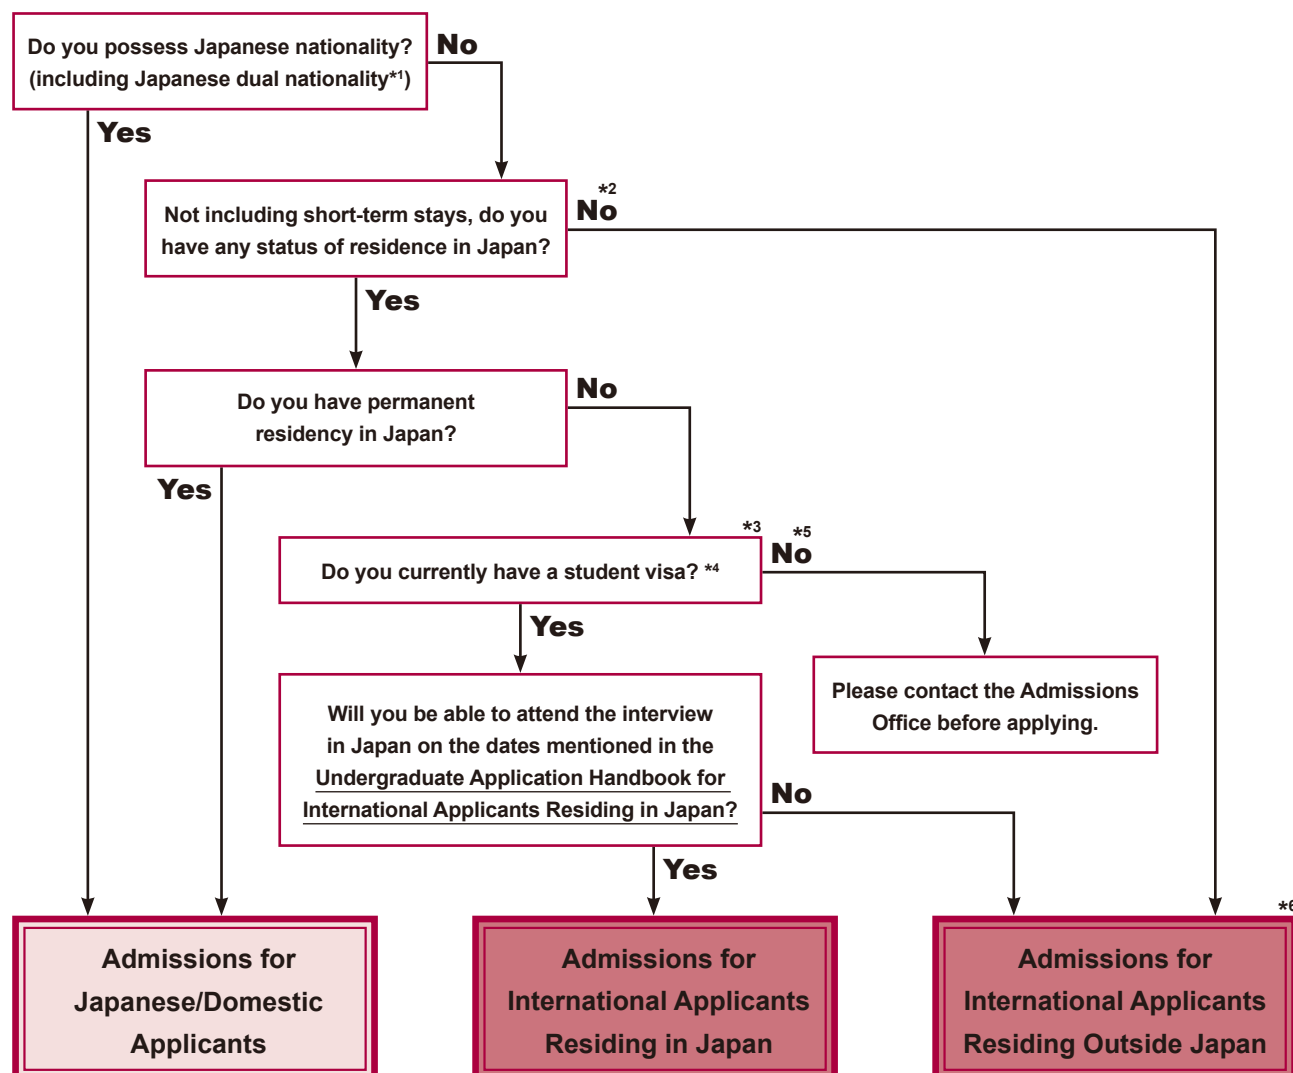 Do you possess Japanese nationality?
(including Japanese dual nationality*1)
No
Yes
Not including short-term stays, do you
have any status of residence in Japan?
*2
No
Yes
Do you have permanent
residency in Japan?
No
Yes
*3
Do you currently have a student visa? *4
*5
No
Yes
Please contact the Admissions
Office before applying.
Will you be able to attend the interview
in Japan on the dates mentioned in the
Undergraduate Application Handbook for
International Applicants Residing in Japan?
No
Yes
*6
Admissions for
Japanese/Domestic
Applicants
Admissions for
International Applicants
Residing in Japan
Admissions for
International Applicants
Residing Outside Japan